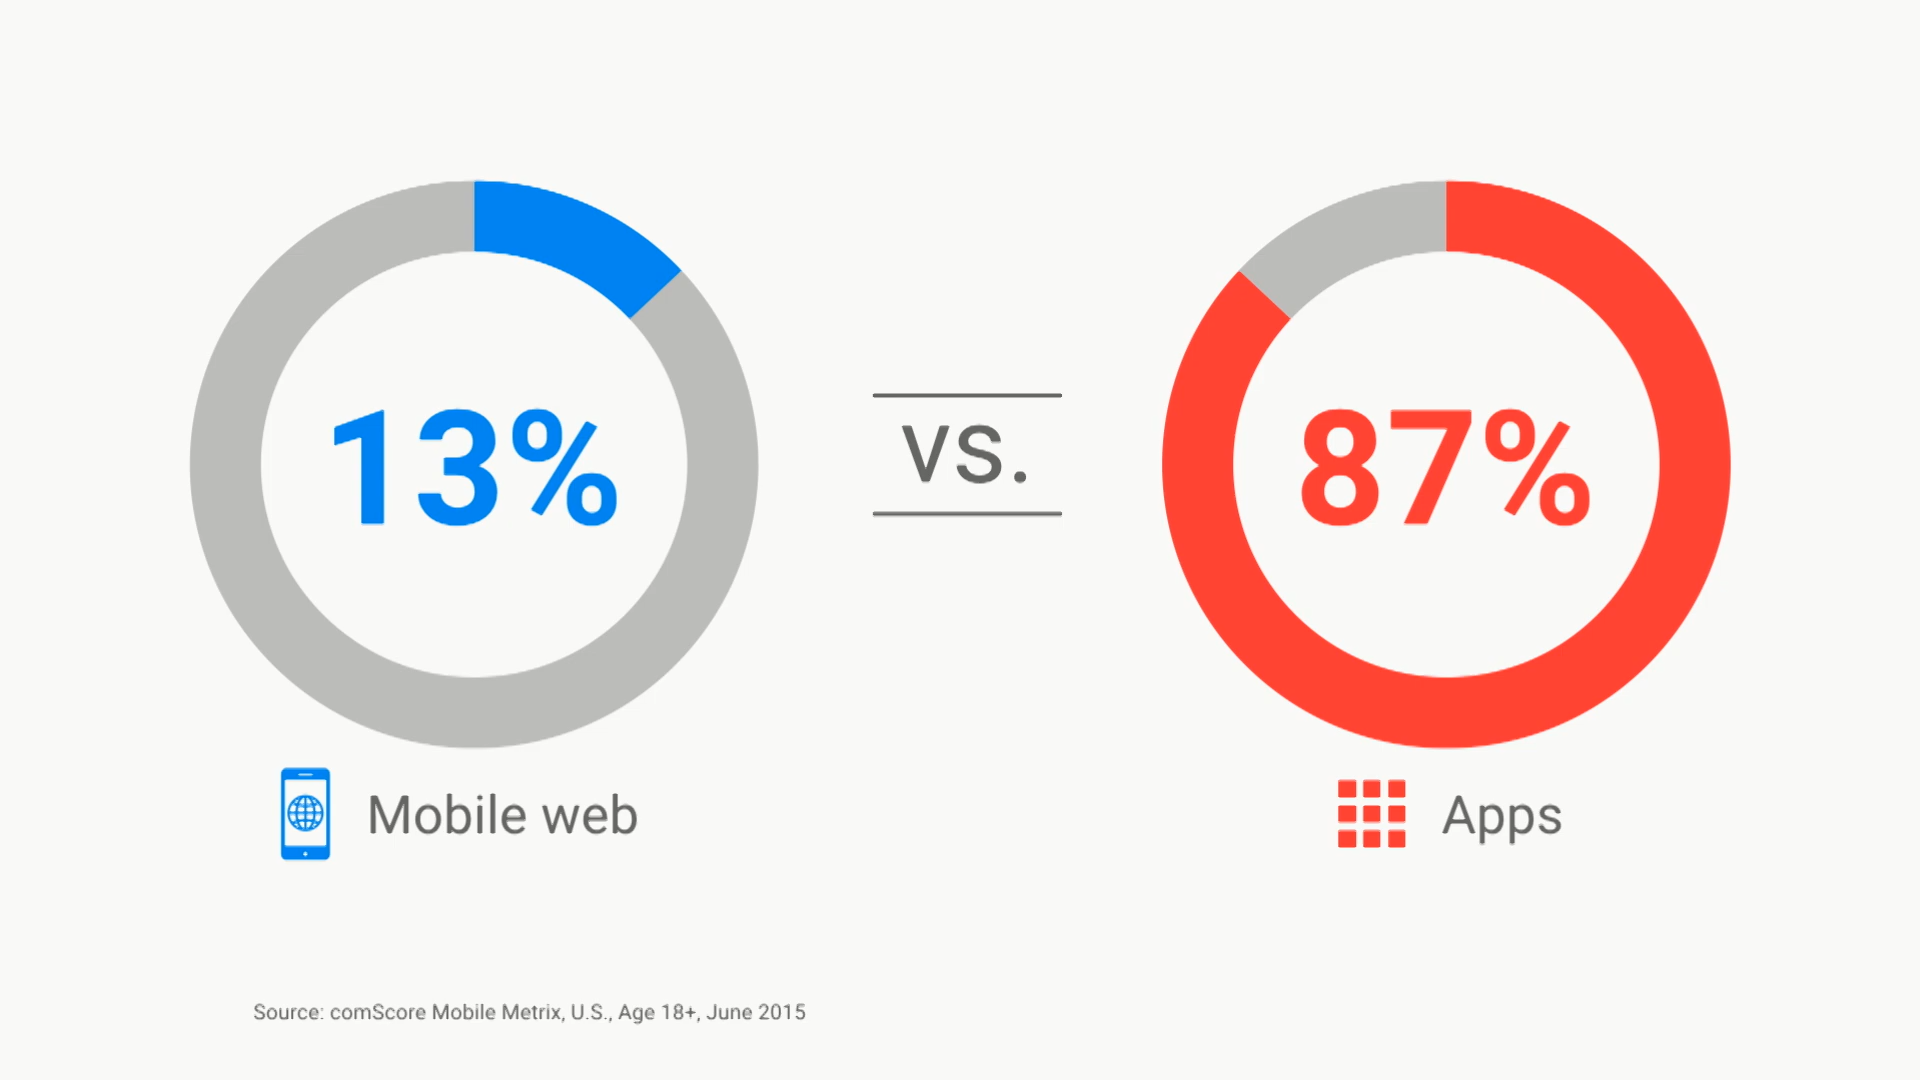 13%
vs.
87%
Mobile web
Apps
Source: comScore Mobile Metrix, U.S., Age 18+, June 2015